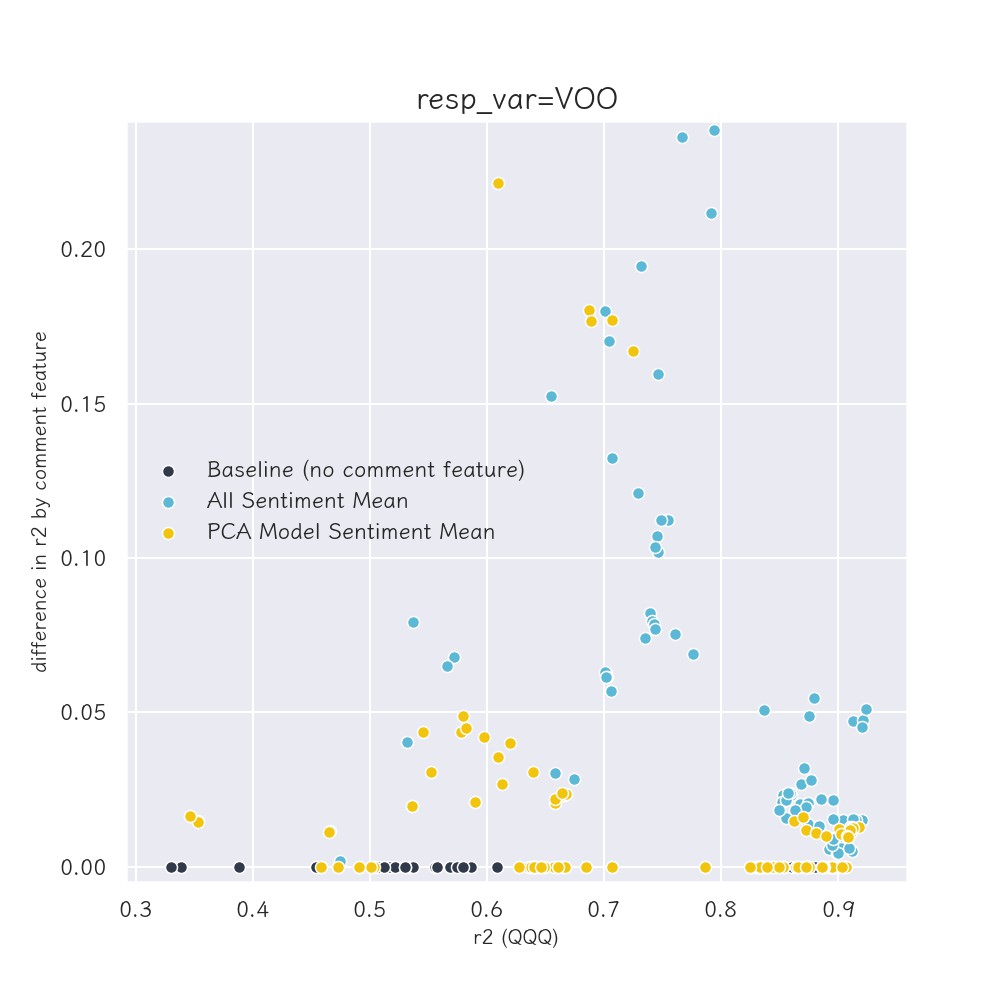 resp_var=VOO
difference in r2 by comment feature
0.20
0.15
0.10
0.05
0.00
Baseline (no comment feature)
All Sentiment Mean
PCA Model Sentiment Mean
0.3 0.4 0.5 0.6 0.7 0.8 0.9
r2 (QQQ)